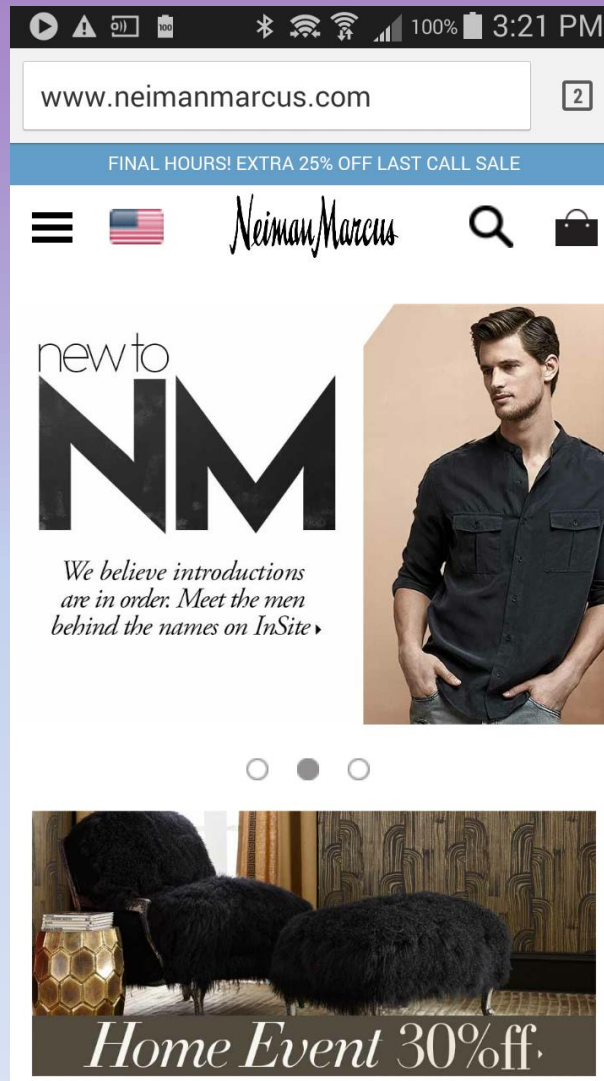 100
100% 3:21 PM
www.neimanmarcus.com
2
FINAL HOURS! EXTRA 25% OFF LAST CALL SALE
Neiman Marcus
new to
NM
We believe introductions
are in order. Meet the men
behind the names on InSite
Home Event 30%ff